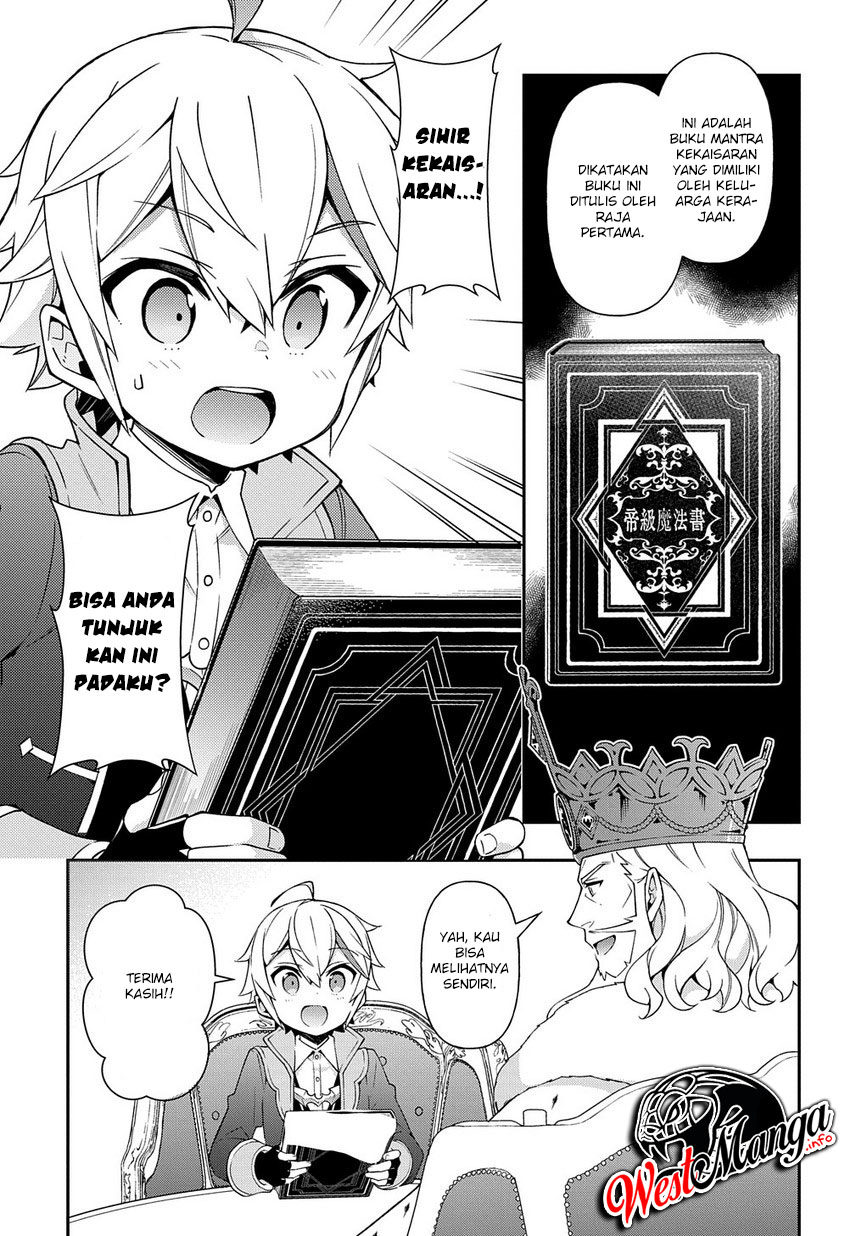 INI ADALAH
BUKU MANTRA
KEKAISARAN
YANG DIMILIKI
OLEH KELU-
ARGA KERA-
JAAN.
DIKATAKAN
BUKU INI
DITULIS OLEH
RAJA
PERTAMA.
帝級魔法書
SIHIR
KEKAIS-
ARAN...!
BISA ANDA
TUNJUK
KAN INI
PADAKU?
YAH, KAU
BISA
MELIHATNYA
SENDIRI.
TERIMA
KASIH!!
WestManga
.info